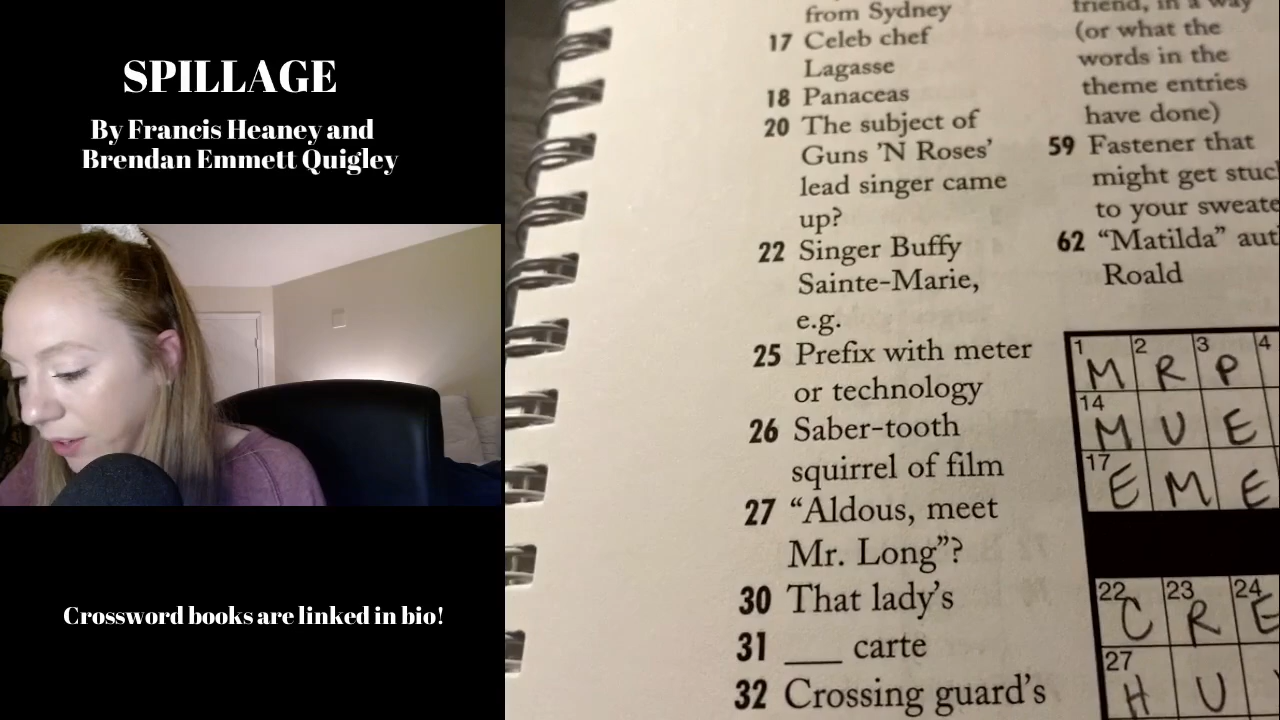 SPILLAGE
By Francis Heaney and
Brendan Emmett Quigley
Crossword books are linked in bio!
from Sydney
17 Celeb chef
Lagasse
18 Panaceas
20 The subject of
Guns 'N Roses'
lead singer came
up?
22 Singer Buffy
Sainte-Marie,
e.g.
25 Prefix with meter
or technology
26 Saber-tooth
squirrel of film
27 “Aldous, meet
Mr. Long”?
30 That lady's
31 ___ carte
32 Crossing guard's
friend, in a way
(or what the
words in the
theme entries
have done)
59 Fastener that
might get
to your
62 “Matilda”
Roald
1 2 3 4
M R P
14
M U E
17
E M E
22 23 24
C R E
27
H U